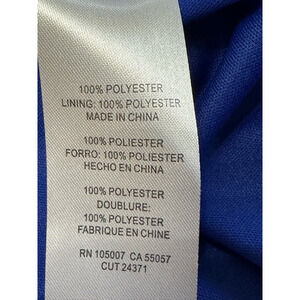 100% POLYESTER
LINING: 100% POLYESTER
MADE IN CHINA
100% POLIESTER
FORRO: 100% POLIESTER
HECHO EN CHINA
100% POLYESTER
DOUBLURE:
100% POLYESTER
FABRIQUE EN CHINE
RN 105007 CA 55057
CUT 24371